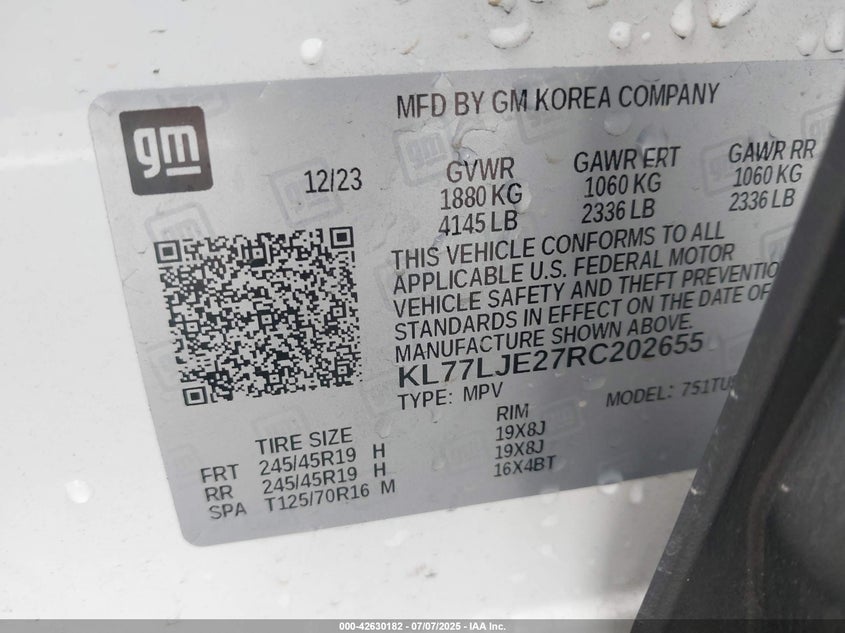 MFD BY GM KOREA COMPANY
gm
12/23
GVWR GAWR FRT GAWR RR
1880 KG 1060 KG 1060 KG
4145 LB 2336 LB 2336 LB
THIS VEHICLE CONFORMS TO ALL
APPLICABLE U.S. FEDERAL MOTOR
VEHICLE SAFETY AND THEFT PREVENTIO
STANDARDS IN EFFECT ON THE DATE OF
MANUFACTURE SHOWN ABOVE.
KL77LJE27RC202655
TYPE: MPV MODEL: 751TU
TIRE SIZE RIM
FRT 245/45R19 H 19X8J
RR 245/45R19 H 19X8J
SPA T125/70R16 M 16X4BT
000-42630182 - 07/07/2025 - IAA Inc.